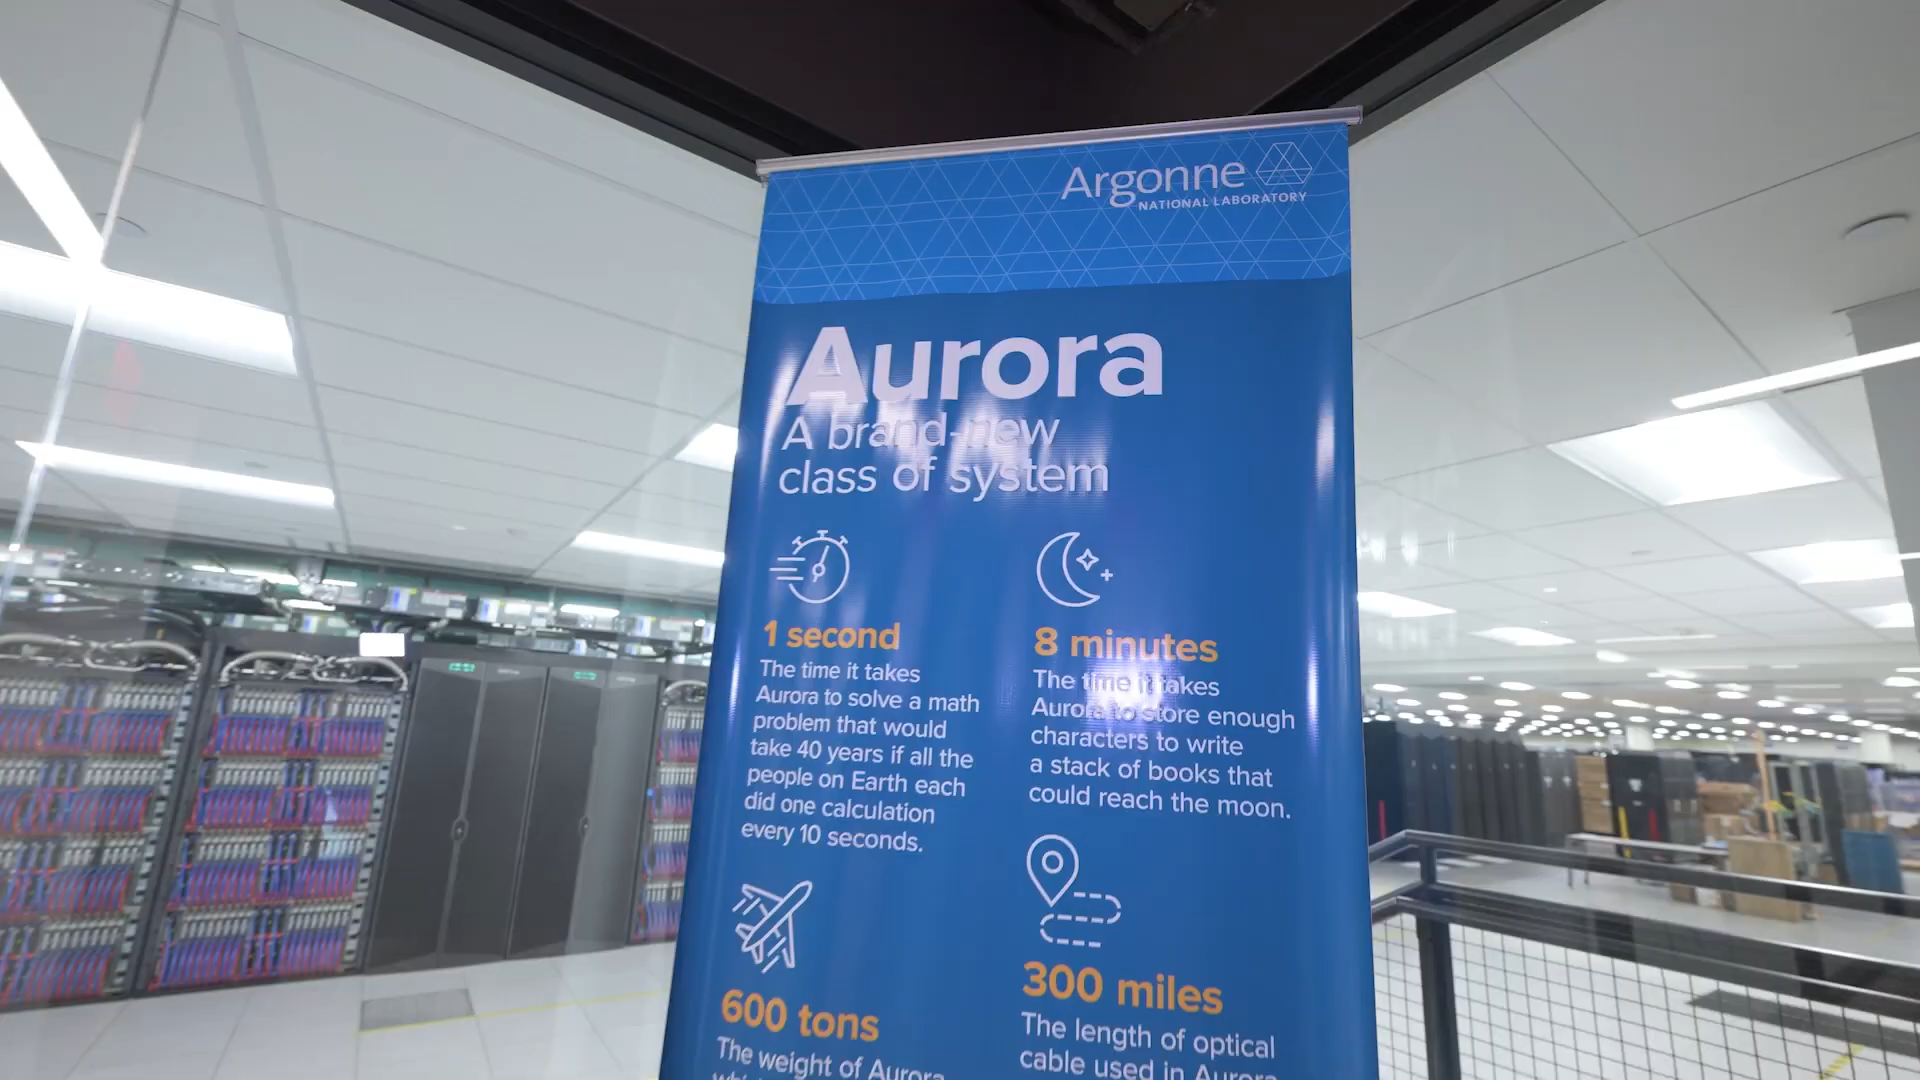 Argonne
NATIONAL LABORATORY
Aurora
A brand-new
class of system
1 second
The time it takes
Aurora to solve a math
problem that would
take 40 years if all the
people on Earth each
did one calculation
every 10 seconds.
8 minutes
The time it takes
Aurora to store enough
characters to write
a stack of books that
could reach the moon.
600 tons
The weight of Aurora
300 miles
The length of optical
cable used in Aurora